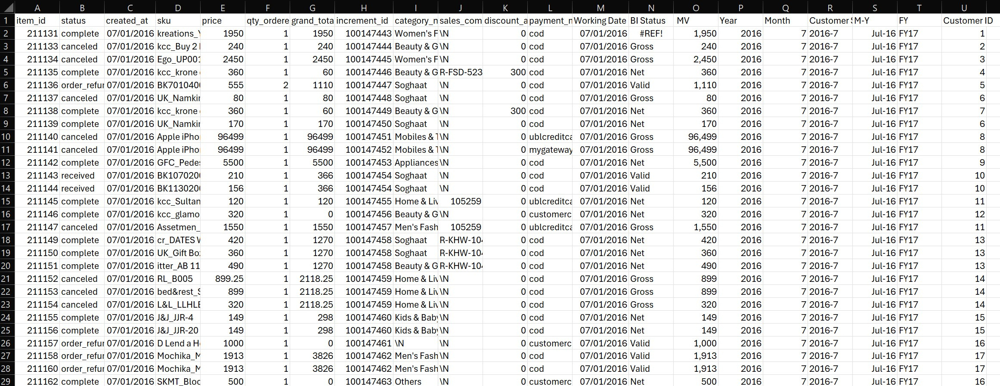 A B C D E F G H I J K L M N O P Q R S T U
1 item_id status created_at sku price qty_ordere grand_tota increment_id category_n sales_com discount_a payment_m Working Date BI Status MV Year Month Customer S M-Y FY Customer ID
2 211131 complete 07/01/2016 kreations_Y 1950 1 1950 100147443 Women's F \N 0 cod 07/01/2016 #REF! 1,950 2016 7 2016-7 Jul-16 FY17 1
3 211133 canceled 07/01/2016 kcc_Buy 2 240 1 240 100147444 Beauty & G \N 0 cod 07/01/2016 Gross 240 2016 7 2016-7 Jul-16 FY17 2
4 211134 canceled 07/01/2016 Ego_UP001 2450 1 2450 100147445 Women's F \N 0 cod 07/01/2016 Gross 2,450 2016 7 2016-7 Jul-16 FY17 3
5 211135 complete 07/01/2016 kcc_krone 360 1 60 100147446 Beauty & G R-FSD-523 300 cod 07/01/2016 Net 360 2016 7 2016-7 Jul-16 FY17 4
6 211136 order_refur 07/01/2016 BK7010400 555 2 1110 100147447 Soghaat \N 0 cod 07/01/2016 Valid 1,110 2016 7 2016-7 Jul-16 FY17 5
7 211137 canceled 07/01/2016 UK_Namkir 80 1 80 100147448 Soghaat \N 0 cod 07/01/2016 Gross 80 2016 7 2016-7 Jul-16 FY17 6
8 211138 complete 07/01/2016 kcc_krone 360 1 60 100147449 Beauty & G \N 300 cod 07/01/2016 Net 360 2016 7 2016-7 Jul-16 FY17 7
9 211139 complete 07/01/2016 UK_Namkir 170 1 170 100147450 Soghaat \N 0 cod 07/01/2016 Net 170 2016 7 2016-7 Jul-16 FY17 6
10 211140 canceled 07/01/2016 Apple iPho 96499 1 96499 100147451 Mobiles & T \N 0 ublcreditca 07/01/2016 Gross 96,499 2016 7 2016-7 Jul-16 FY17 8
11 211141 canceled 07/01/2016 Apple iPho 96499 1 96499 100147452 Mobiles & T \N 0 mygateway 07/01/2016 Gross 96,499 2016 7 2016-7 Jul-16 FY17 8
12 211142 complete 07/01/2016 GFC_Pedes 5500 1 5500 100147453 Appliances \N 0 cod 07/01/2016 Net 5,500 2016 7 2016-7 Jul-16 FY17 9
13 211143 received 07/01/2016 BK1070200 210 1 366 100147454 Soghaat \N 0 cod 07/01/2016 Valid 210 2016 7 2016-7 Jul-16 FY17 10
14 211144 received 07/01/2016 BK1130200 156 1 366 100147454 Soghaat \N 0 cod 07/01/2016 Valid 156 2016 7 2016-7 Jul-16 FY17 10
15 211145 complete 07/01/2016 kcc_Sultan 120 1 120 100147455 Home & Liv 105259 0 ublcreditca 07/01/2016 Net 120 2016 7 2016-7 Jul-16 FY17 11
16 211146 complete 07/01/2016 kcc_glamo 320 1 0 100147456 Beauty & G \N 0 customerc 07/01/2016 Net 320 2016 7 2016-7 Jul-16 FY17 12
17 211147 canceled 07/01/2016 Assetmen_ 1550 1 1550 100147457 Men's Fash 105259 0 ublcreditca 07/01/2016 Gross 1,550 2016 7 2016-7 Jul-16 FY17 11
18 211149 complete 07/01/2016 cr_DATES W 420 1 1270 100147458 Soghaat R-KHW-104 0 cod 07/01/2016 Net 420 2016 7 2016-7 Jul-16 FY17 13
19 211150 complete 07/01/2016 UK_Gift Box 360 1 1270 100147458 Soghaat R-KHW-104 0 cod 07/01/2016 Net 360 2016 7 2016-7 Jul-16 FY17 13
20 211151 complete 07/01/2016 itter_AB 11 490 1 1270 100147458 Beauty & G R-KHW-104 0 cod 07/01/2016 Net 490 2016 7 2016-7 Jul-16 FY17 13
21 211152 canceled 07/01/2016 RL_B005 899.25 1 2118.25 100147459 Home & Liv \N 0 cod 07/01/2016 Gross 899 2016 7 2016-7 Jul-16 FY17 14
22 211153 canceled 07/01/2016 bed&rest_S 899 1 2118.25 100147459 Home & Liv \N 0 cod 07/01/2016 Gross 899 2016 7 2016-7 Jul-16 FY17 14
23 211154 canceled 07/01/2016 L&L_LLHLE 320 1 2118.25 100147459 Home & Liv \N 0 cod 07/01/2016 Gross 320 2016 7 2016-7 Jul-16 FY17 14
24 211155 complete 07/01/2016 J&J_JJR-4 149 1 298 100147460 Kids & Baby \N 0 cod 07/01/2016 Net 149 2016 7 2016-7 Jul-16 FY17 15
25 211156 complete 07/01/2016 J&J_JJR-20 149 1 298 100147460 Kids & Baby \N 0 cod 07/01/2016 Net 149 2016 7 2016-7 Jul-16 FY17 15
26 211157 order_refur 07/01/2016 D Lend a H 1000 1 0 100147461 \N \N 0 customerc 07/01/2016 Valid 1,000 2016 7 2016-7 Jul-16 FY17 16
27 211158 order_refur 07/01/2016 Mochika_M 1913 1 3826 100147462 Men's Fash \N 0 cod 07/01/2016 Valid 1,913 2016 7 2016-7 Jul-16 FY17 17
28 211160 order_refur 07/01/2016 Mochika_M 1913 1 3826 100147462 Men's Fash \N 0 cod 07/01/2016 Valid 1,913 2016 7 2016-7 Jul-16 FY17 17
29 211162 complete 07/01/2016 SKMT_Bloo 500 1 0 100147463 Others \N 0 customerc 07/01/2016 Net 500 2016 7 2016-7 Jul-16 FY17 16